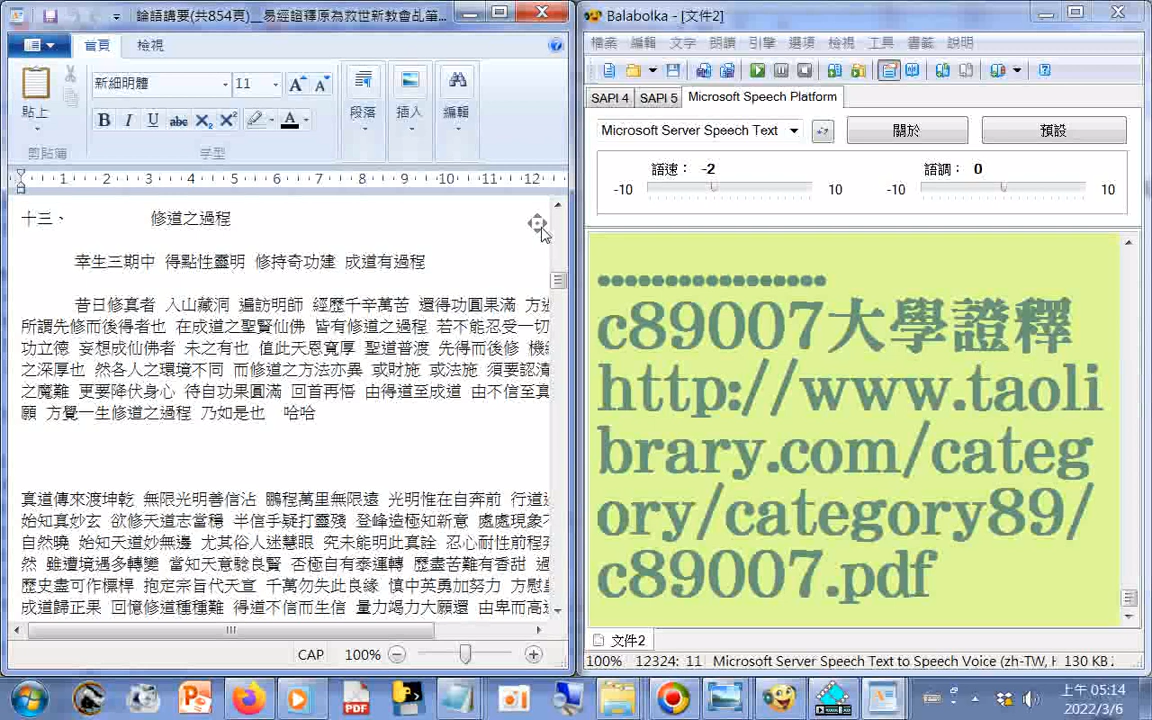 論語講要(共854頁)__易經證釋原為救世新教會乩筆...
首頁
檢視
貼上
新細明體
11
B I U abc X₂ X² A
段落
插入
編輯
剪貼簿
字型
1 2 3 4 5 6 7 8 9 10 11 12
十三、 修道之過程
幸生三期中 得點性靈明 修持奇功建 成道有過程
昔日修真者 入山藏洞 遍訪明師 經歷千辛萬苦 還得功圓果滿 方
所謂先修而後得者也 在成道之聖賢仙佛 皆有修道之過程 若不能忍受一切
功立德 妄想成仙佛者 未之有也 值此天恩寬厚 聖道普渡 先得而後修 機
之深厚也 然各人之環境不同 而修道之方法亦異 或財施 或法施 須要認清
之魔難 更要降伏身心 待自功果圓滿 回首再悟 由得道至成道 由不信至真
願 方覺一生修道之過程 乃如是也 哈哈
真道傳來渡坤乾 無限光明善信沾 鵬程萬里無限遠 光明惟在自奔前 行道
始知真妙玄 欲修天道志當穩 半信半疑打靈殘 登峰造極知新意 處處現象
自然曉 始知天道妙無邊 尤其俗人迷慧眼 究未能明此真詮 忍心耐性前程
然 雖遭境遇多轉變 當知天意驗良賢 否極自有泰運轉 歷盡苦難有香甜
歷史盡可作標桿 抱定宗旨代天宣 千萬勿失此良緣 慎中英勇加努力 方慰
成道歸正果 回憶修道種種難 得道不信而生信 量力竭力大願還 由卑而高
CAP 100%
Balabolka - [文件2]
檔案 編輯 文字 朗讀 引擎 選項 檢視 工具 書籤 說明
SAPI 4 SAPI 5 Microsoft Speech Platform
Microsoft Server Speech Text
關於
預設
語速： -2
語調： 0
-10 10 -10 10
c89007大學證釋
http://www.taoli
brary.com/categ
ory/category89/
c89007.pdf
文件2
100% 12324: 11 Microsoft Server Speech Text to Speech Voice (zh-TW, H 130 KB
上午 05:14
2022/3/6